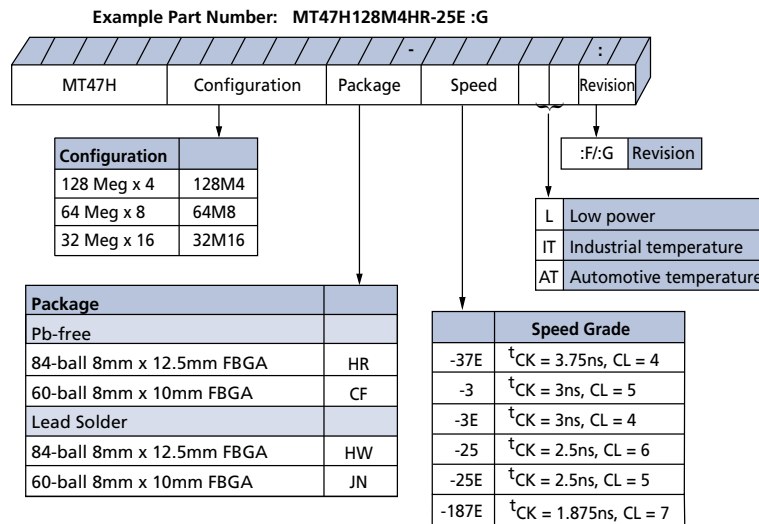 Example Part Number: MT47H128M4HR-25E :G
- :
MT47H Configuration Package Speed Revision
Configuration
128 Meg x 4 128M4
64 Meg x 8 64M8
32 Meg x 16 32M16
:F/:G Revision
L Low power
IT Industrial temperature
AT Automotive temperature
Package
Pb-free
84-ball 8mm x 12.5mm FBGA HR
60-ball 8mm x 10mm FBGA CF
Lead Solder
84-ball 8mm x 12.5mm FBGA HW
60-ball 8mm x 10mm FBGA JN
Speed Grade
-37E tCK = 3.75ns, CL = 4
-3 tCK = 3ns, CL = 5
-3E tCK = 3ns, CL = 4
-25 tCK = 2.5ns, CL = 6
-25E tCK = 2.5ns, CL = 5
-187E tCK = 1.875ns, CL = 7